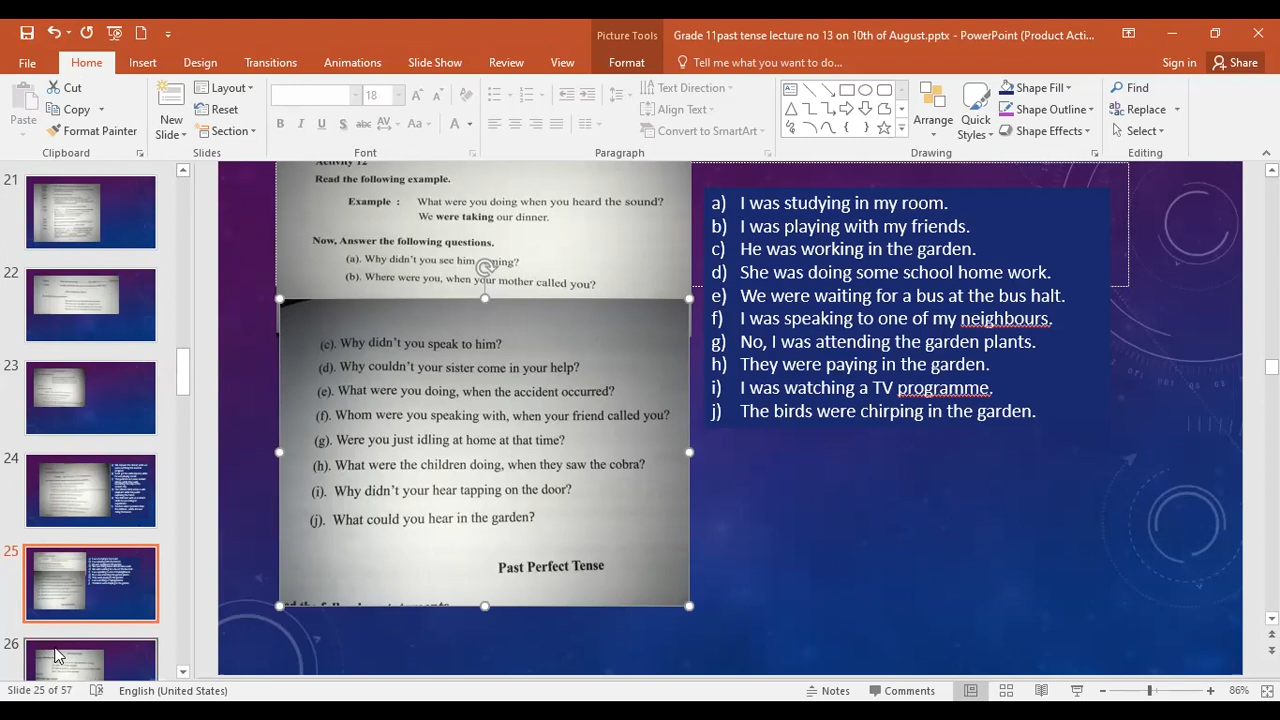 Picture Tools
Grade 11past tense lecture no 13 on 10th of August.pptx - PowerPoint (Product Acti...
File Home Insert Design Transitions Animations Slide Show Review View Format Tell me what you want to do... Sign in Share
Cut
Copy
Format Painter
Paste
Clipboard
New Slide
Layout
Reset
Section
Slides
18
Font
Text Direction
Align Text
Convert to SmartArt
Paragraph
Arrange
Quick Styles
Shape Fill
Shape Outline
Shape Effects
Drawing
Find
Replace
Select
Editing
21
22
23
24
25
26
Activity 12
Read the following example.
Example : What were you doing when you heard the sound?
We were taking our dinner.
Now, Answer the following questions.
(a). Why didn't you see him
(b). Where were you, when your mother called you?
(c). Why didn't you speak to him?
(d). Why couldn't your sister come in your help?
(e). What were you doing, when the accident occurred?
(f). Whom were you speaking with, when your friend called you?
(g). Were you just idling at home at that time?
(h). What were the children doing, when they saw the cobra?
(i). Why didn't your hear tapping on the door?
(j). What could you hear in the garden?
Past Perfect Tense
a) I was studying in my room.
b) I was playing with my friends.
c) He was working in the garden.
d) She was doing some school home work.
e) We were waiting for a bus at the bus halt.
f) I was speaking to one of my neighbours.
g) No, I was attending the garden plants.
h) They were paying in the garden.
i) I was watching a TV programme.
j) The birds were chirping in the garden.
Slide 25 of 57 English (United States) Notes Comments 86%